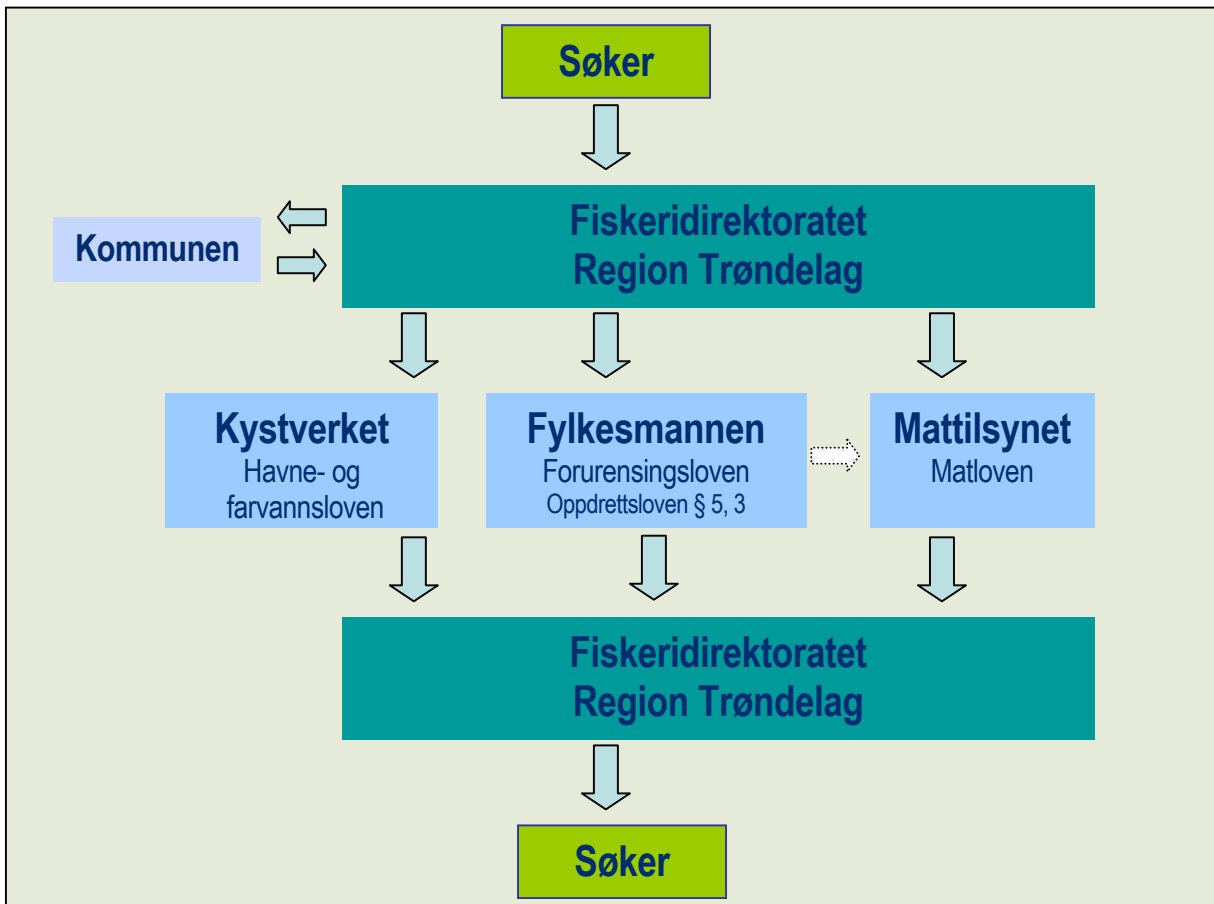 Søker
Fiskeridirektoratet
Region Trøndelag
Kommunen
Kystverket
Havne- og
farvannsloven
Fylkesmannen
Forurensingsloven
Oppdrettsloven § 5, 3
Mattilsynet
Matloven
Fiskeridirektoratet
Region Trøndelag
Søker